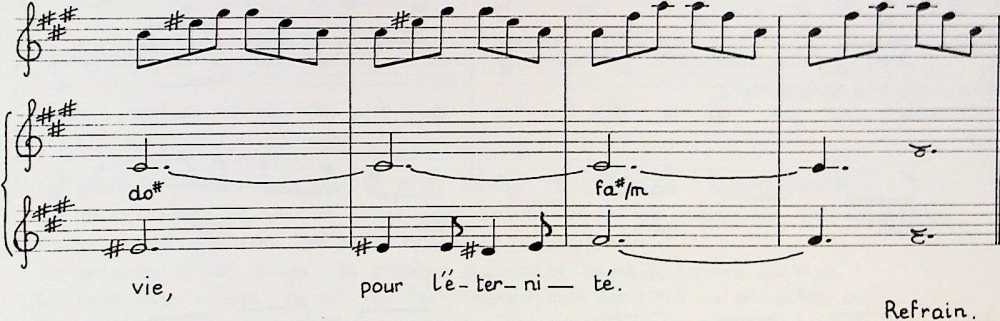 do# fa#/m
vie, pour l'é-ter-ni— té.
Refrain.